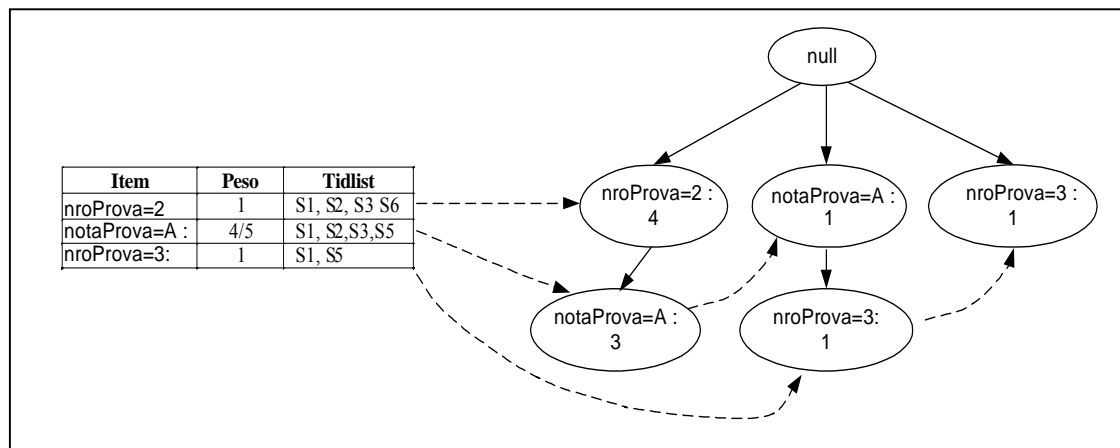 null
Item Peso Tidlist
nroProva=2 1 S1, S2, S3 S6
notaProva=A : 4/5 S1, S2,S3,S5
nroProva=3: 1 S1, S5
nroProva=2 :
4
notaProva=A :
1
nroProva=3 :
1
notaProva=A :
3
nroProva=3:
1